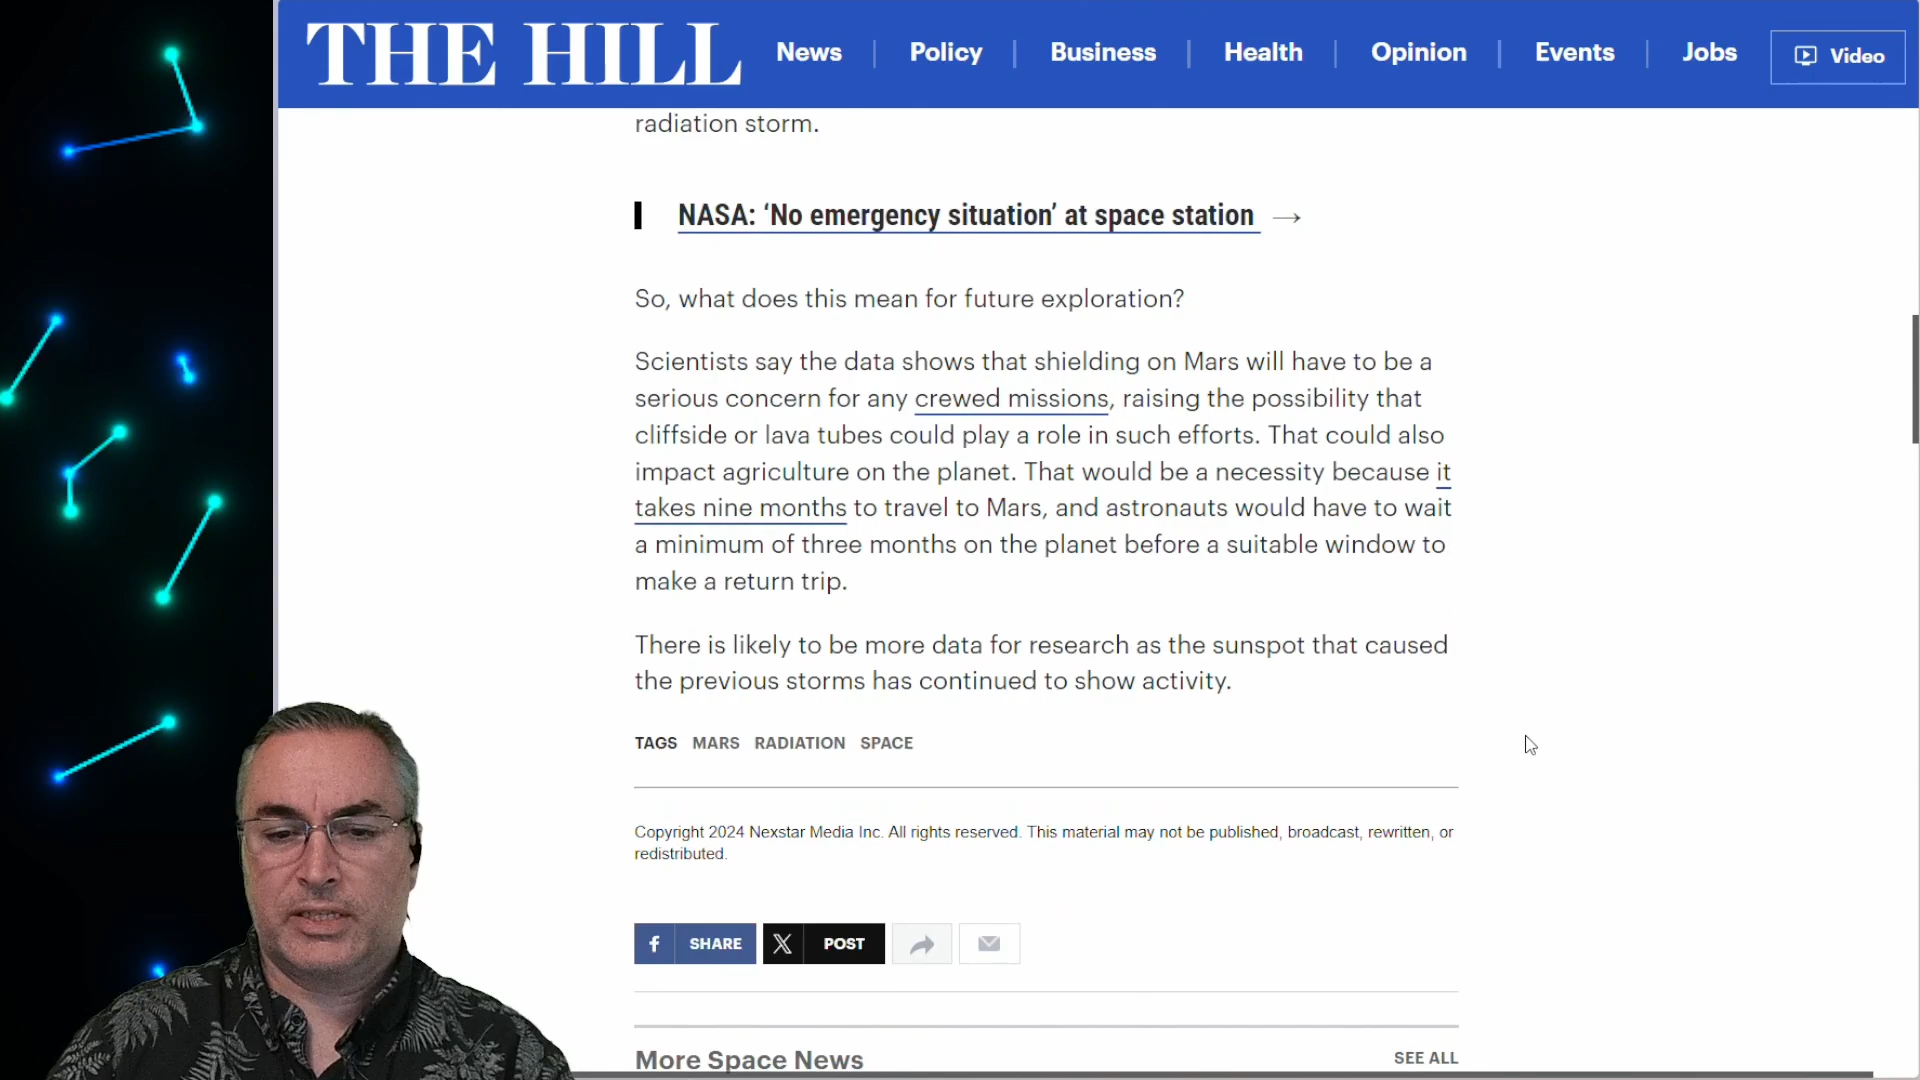 THE HILL
News
Policy
Business
Health
Opinion
Events
Jobs
Video
radiation storm.
NASA: ‘No emergency situation’ at space station →
So, what does this mean for future exploration?
Scientists say the data shows that shielding on Mars will have to be a
serious concern for any crewed missions, raising the possibility that
cliffside or lava tubes could play a role in such efforts. That could also
impact agriculture on the planet. That would be a necessity because it
takes nine months to travel to Mars, and astronauts would have to wait
a minimum of three months on the planet before a suitable window to
make a return trip.
There is likely to be more data for research as the sunspot that caused
the previous storms has continued to show activity.
TAGS MARS RADIATION SPACE
Copyright 2024 Nexstar Media Inc. All rights reserved. This material may not be published, broadcast, rewritten, or
redistributed.
f SHARE
X POST
More Space News
SEE ALL